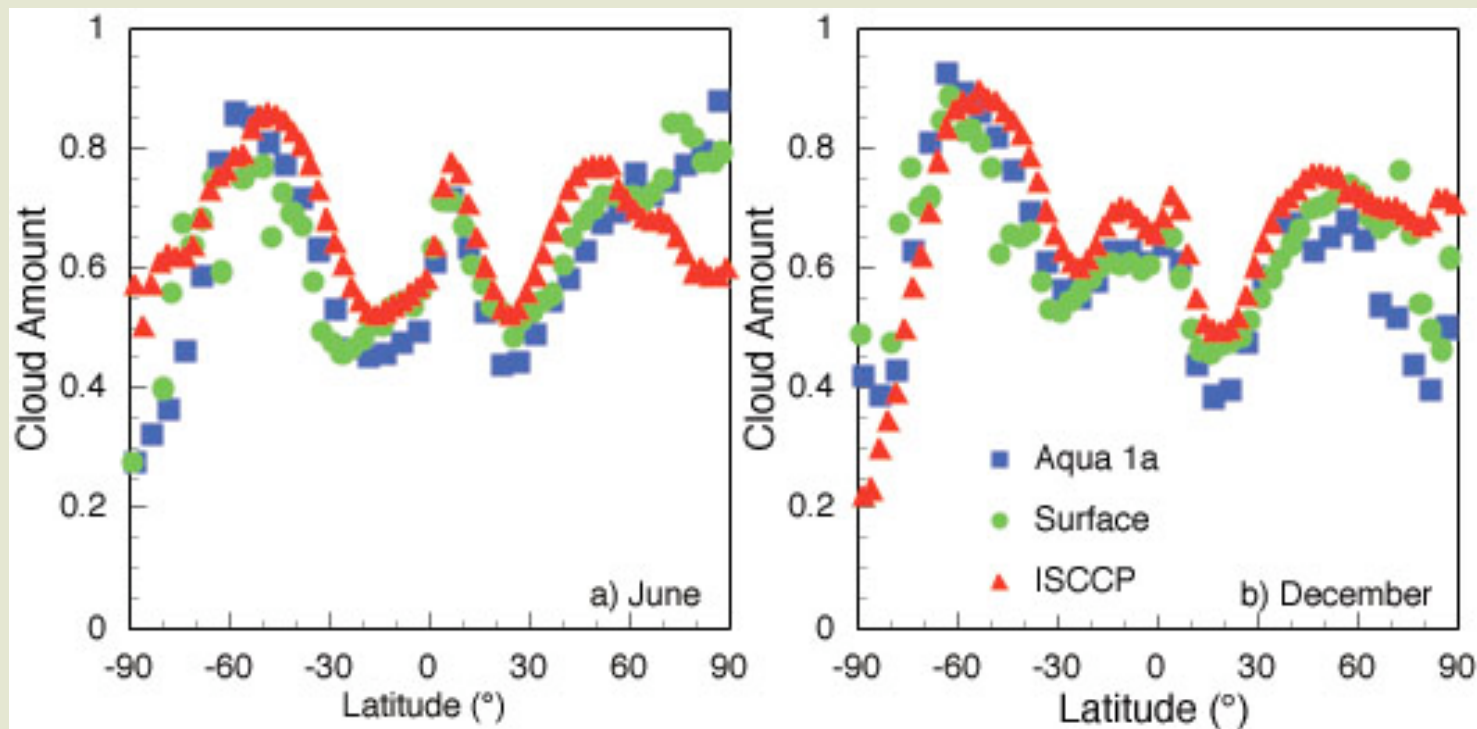 Cloud Amount
1
0.8
0.6
0.4
0.2
0
-90 -60 -30 0 30 60 90
Latitude (°)
a) June
Cloud Amount
1
0.8
0.6
0.4
0.2
0
-90 -60 -30 0 30 60 90
Latitude (°)
Aqua 1a
Surface
ISCCP
b) December